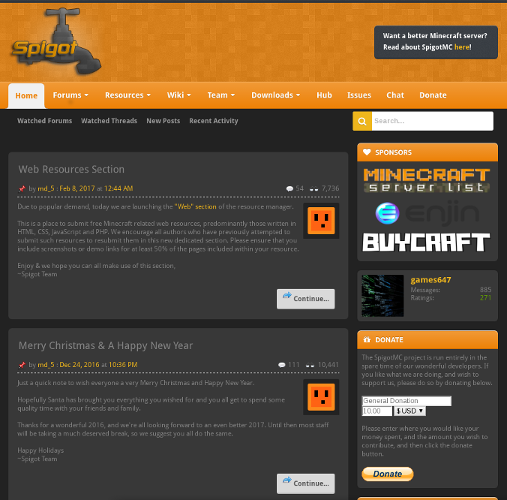 Spigot
Want a better Minecraft server?
Read about SpigotMC here!
Home Forums Resources Wiki Team Downloads Hub Issues Chat Donate
Watched Forums Watched Threads New Posts Recent Activity
Search...
Web Resources Section
by md_5 : Feb 8, 2017 at 12:44 AM
54 7,736
Due to popular demand, today we are launching the "Web" section of the resource manager.
This is a place to submit free Minecraft related web resources, predominantly those written in
HTML, CSS, JavaScript and PHP. We encourage all authors who have previously attempted to
submit such resources to resubmit them in this new dedicated section. Please ensure that you
include screenshots or demo links for at least 50% of the pages included within your resource.
Enjoy & we hope you can all make use of this section,
~Spigot Team
Continue...
Merry Christmas & A Happy New Year
by md_5 : Dec 24, 2016 at 10:36 PM
111 10,441
Just a quick note to wish everyone a very Merry Christmas and Happy New Year.
Hopefully Santa has brought you everything you wished for and you all get to spend some
quality time with your friends and family.
Thanks for a wonderful 2016, and we're all looking forward to an even better 2017. Until then most staff
will be taking a much deserved break, so we suggest you all do the same.
Happy Holidays
~Spigot Team
Continue...
SPONSORS
MINECRAFT
server list
Enjin
BUYCRAFT
games647
Messages: 885
Ratings: 271
DONATE
The SpigotMC project is run entirely in the
spare time of our wonderful developers. If
you like what we are doing, and wish to
support us, please do so by donating below.
General Donation
10.00 $ USD
Please enter where you would like your
money spent, and the amount you wish to
contribute, and then click the donate
button.
Donate